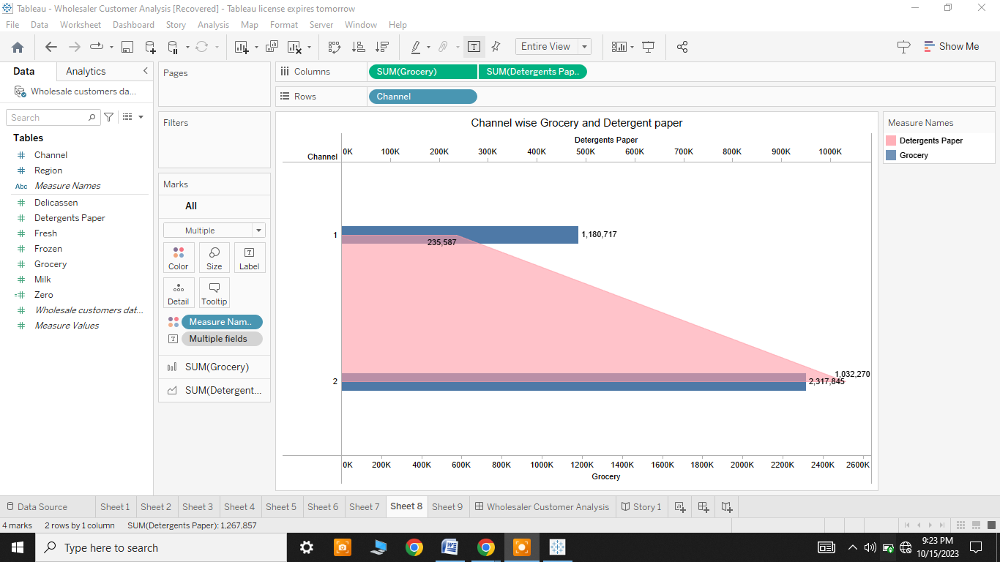 Tableau - Wholesaler Customer Analysis [Recovered] - Tableau license expires tomorrow
File Data Worksheet Dashboard Story Analysis Map Format Server Window Help
Entire View
Show Me
Data Analytics
Wholesale customers da...
Search
Tables
Channel
Region
Abc Measure Names
Delicassen
Detergents Paper
Fresh
Frozen
Grocery
Milk
Zero
Wholesale customers dat...
Measure Values
Pages
Filters
Marks
All
Multiple
Color Size Label
Detail Tooltip
Measure Nam..
Multiple fields
SUM(Grocery)
SUM(Detergent...
Columns SUM(Grocery) SUM(Detergents Pap..
Rows Channel
Channel wise Grocery and Detergent paper
Detergents Paper
Channel 0K 100K 200K 300K 400K 500K 600K 700K 800K 900K 1000K
1 1,180,717
235,587
1,032,270
2 2,317,845
0K 200K 400K 600K 800K 1000K 1200K 1400K 1600K 1800K 2000K 2200K 2400K 2600K
Grocery
Measure Names
Detergents Paper
Grocery
Data Source Sheet 1 Sheet 2 Sheet 3 Sheet 4 Sheet 5 Sheet 6 Sheet 7 Sheet 8 Sheet 9 Wholesaler Customer Analysis Story 1
4 marks 2 rows by 1 column SUM(Detergents Paper): 1,267,857
Type here to search
9:23 PM
10/15/2023